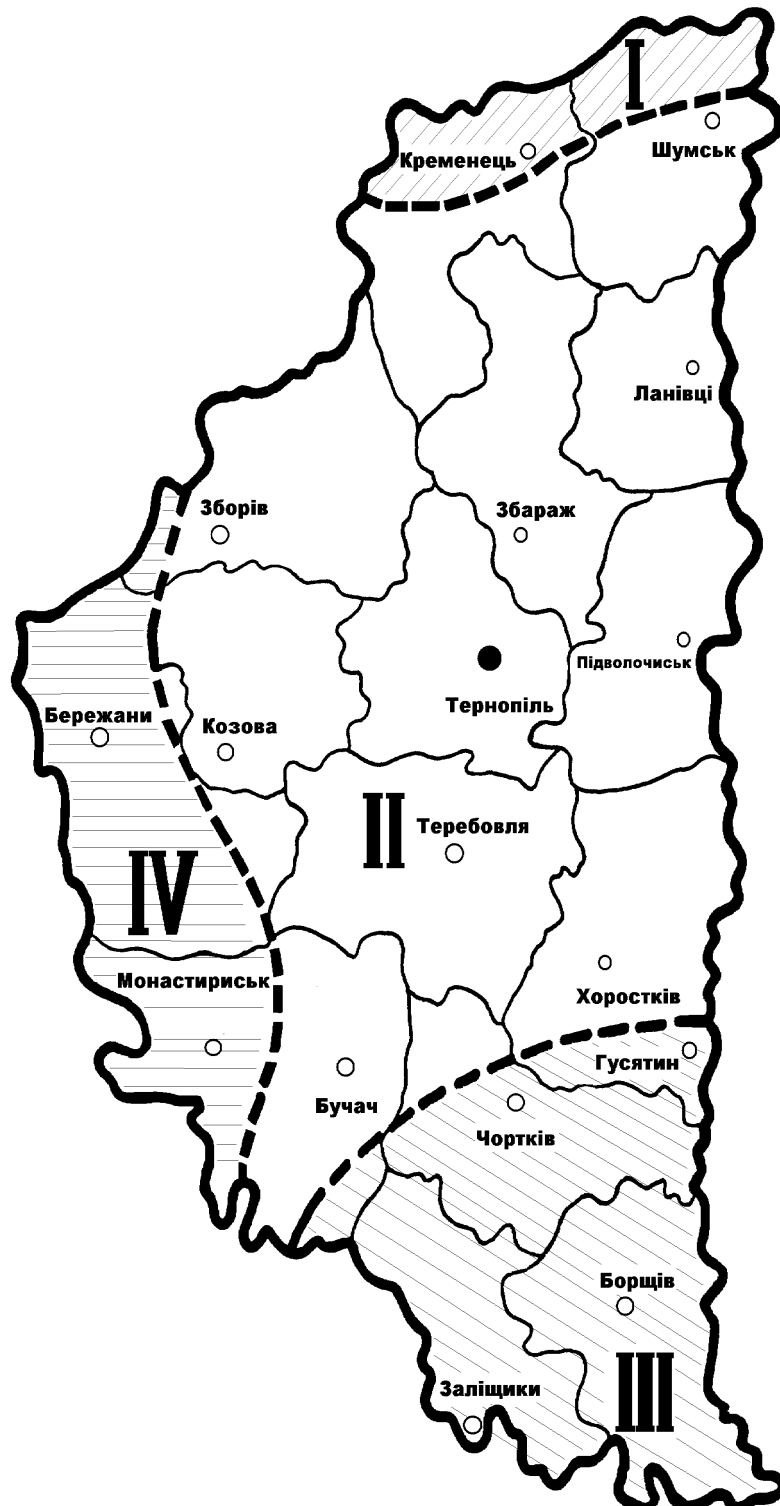 I
Шумськ
Кременець
Ланівці
Зборів
Збараж
Підволочиськ
Тернопіль
Бережани
Козова
II
Теребовля
IV
Монастириськ
Хоростків
Гусятин
Бучач
Чортків
Борщів
III
Заліщики